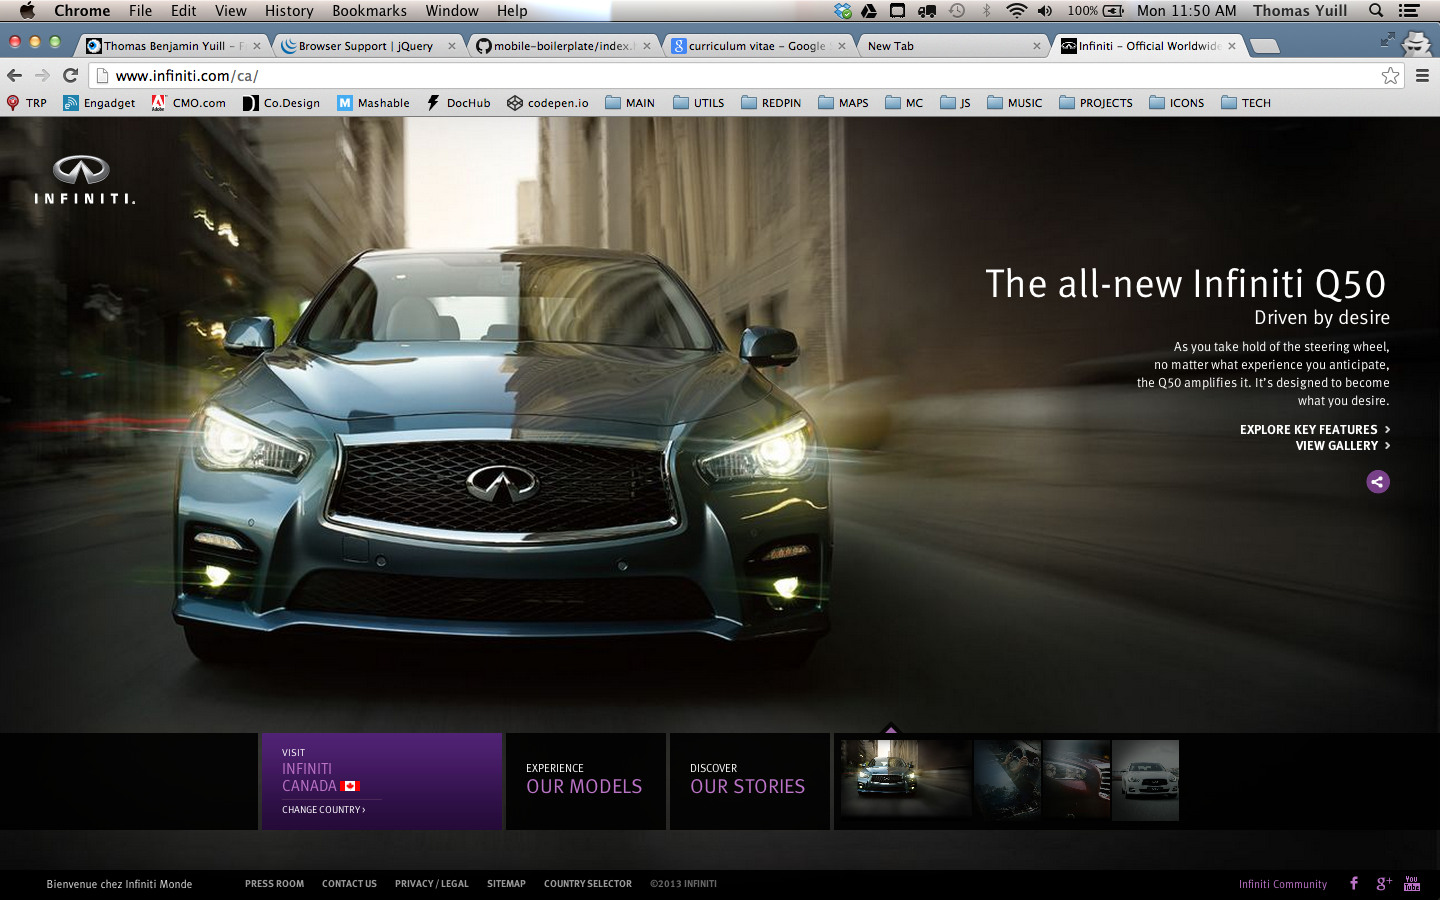 Chrome File Edit View History Bookmarks Window Help 100% Mon 11:50 AM Thomas Yuill
Thomas Benjamin Yuill – F Browser Support | jQuery mobile-boilerplate/index. curriculum vitae – Google New Tab Infiniti – Official Worldwide
www.infiniti.com/ca/
TRP Engadget CMO.com Co.Design Mashable DocHub codepen.io MAIN UTILS REDPIN MAPS MC JS MUSIC PROJECTS ICONS TECH
INFINITI.
The all-new Infiniti Q50
Driven by desire
As you take hold of the steering wheel,
no matter what experience you anticipate,
the Q50 amplifies it. It's designed to become
what you desire.
EXPLORE KEY FEATURES ›
VIEW GALLERY ›
VISIT
INFINITI
CANADA
CHANGE COUNTRY ›
EXPERIENCE
OUR MODELS
DISCOVER
OUR STORIES
Bienvenue chez Infiniti Monde PRESS ROOM CONTACT US PRIVACY / LEGAL SITEMAP COUNTRY SELECTOR ©2013 INFINITI Infiniti Community f g+ You Tube